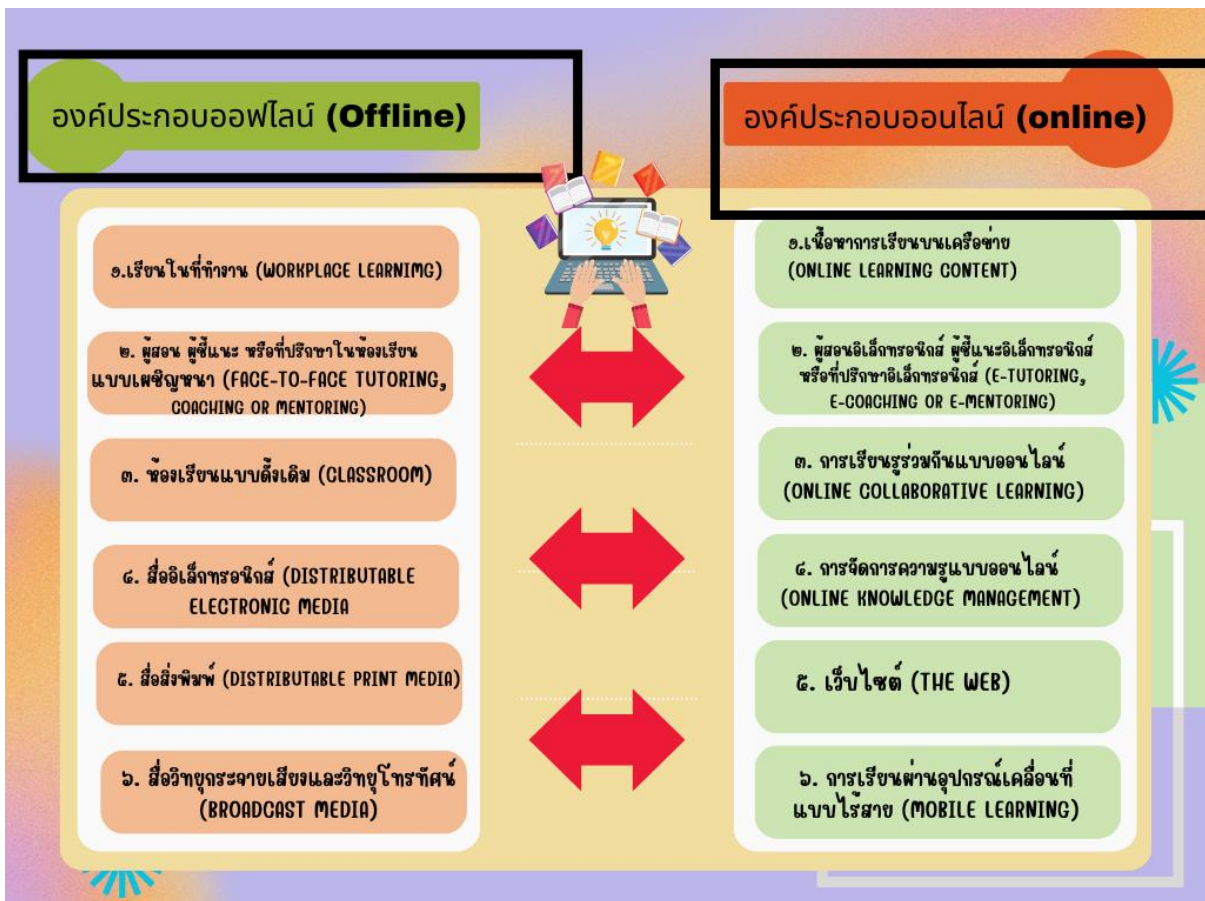 องค์ประกอบออฟไลน์ (Offline)
๑.เรียนในที่ทำงาน (WORKPLACE LEARNIMG)
๒. ผู้สอน ผู้ชี้แนะ หรือที่ปรึกษาในห้องเรียน
แบบเผชิญหน้า (FACE-TO-FACE TUTORING,
COACHING OR MENTORING)
๓. ห้องเรียนแบบดั้งเดิม (CLASSROOM)
๔. สื่ออิเล็กทรอนิกส์ (DISTRIBUTABLE
ELECTRONIC MEDIA
๕. สื่อสิ่งพิมพ์ (DISTRIBUTABLE PRINT MEDIA)
๖. สื่อวิทยุกระจายเสียงและวิทยุโทรทัศน์
(BROADCAST MEDIA)
องค์ประกอบออนไลน์ (online)
๑.เนื้อหาการเรียนบนเครือข่าย
(ONLINE LEARNING CONTENT)
๒. ผู้สอนอิเล็กทรอนิกส์ ผู้ชี้แนะอิเล็กทรอนิกส์
หรือที่ปรึกษาอิเล็กทรอนิกส์ (E-TUTORING,
E-COACHING OR E-MENTORING)
๓. การเรียนรู้ร่วมกันแบบออนไลน์
(ONLINE COLLABORATIVE LEARNING)
๔. การจัดการความรู้แบบออนไลน์
(ONLINE KNOWLEDGE MANAGEMENT)
๕. เว็บไซต์ (THE WEB)
๖. การเรียนผ่านอุปกรณ์เคลื่อนที่
แบบไร้สาย (MOBILE LEARNING)